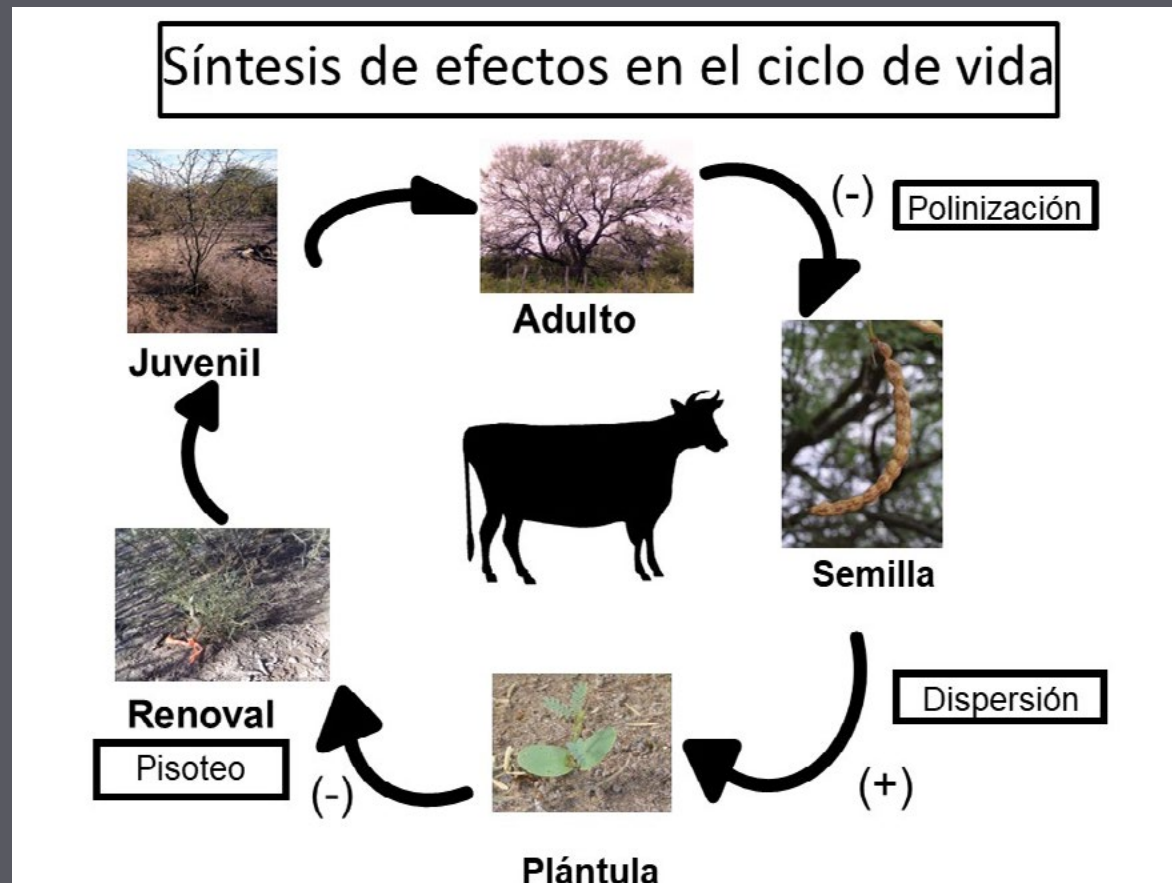 Síntesis de efectos en el ciclo de vida
Adulto
(-)
Polinización
Juvenil
Semilla
Dispersión
(+)
Renoval
Pisoteo
(-)
Plántula